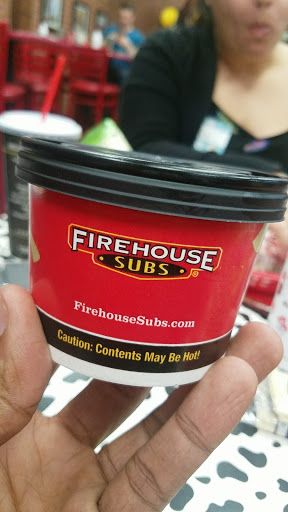 FIREHOUSE
SUBS®
FirehouseSubs.com
Caution: Contents May Be Hot!